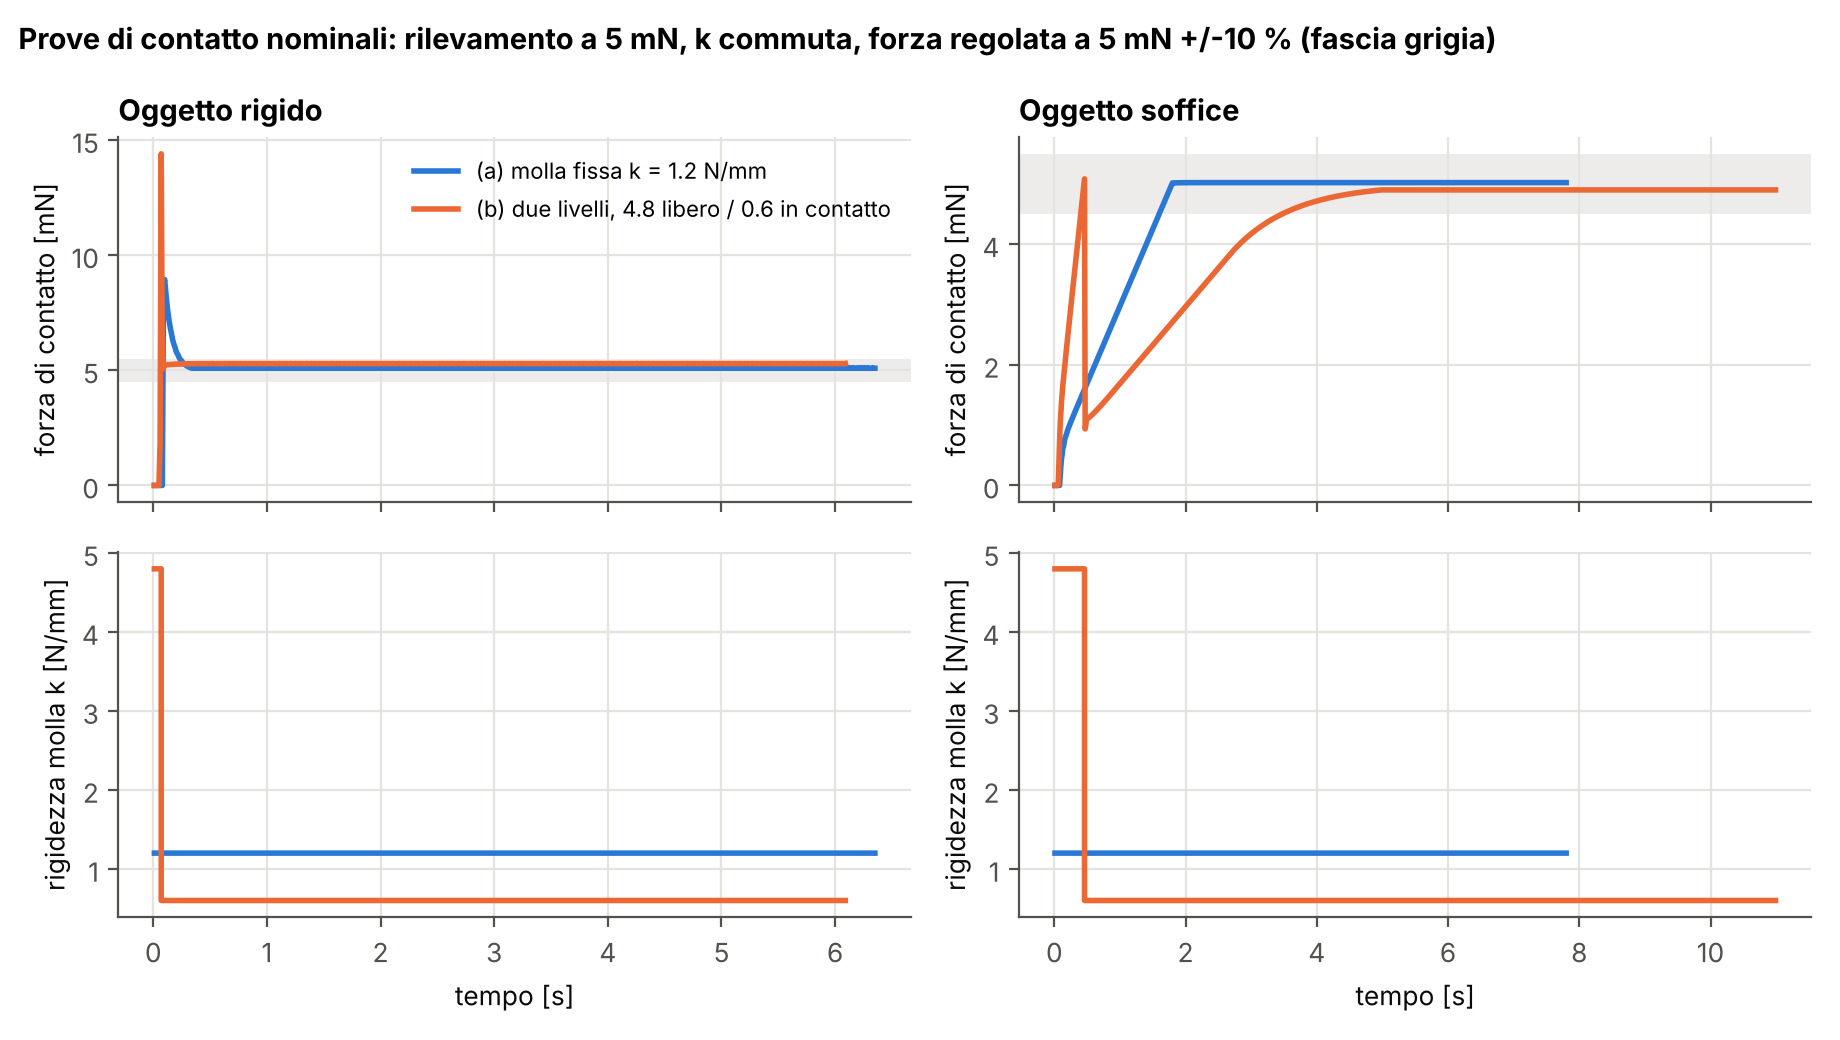 Prove di contatto nominali: rilevamento a 5 mN, k commuta, forza regolata a 5 mN +/-10 % (fascia grigia)
Oggetto rigido
forza di contatto [mN]
15
10
5
0
(a) molla fissa k = 1.2 N/mm
(b) due livelli, 4.8 libero / 0.6 in contatto
Oggetto soffice
forza di contatto [mN]
4
2
0
rigidezza molla k [N/mm]
5
4
3
2
1
0 1 2 3 4 5 6
tempo [s]
rigidezza molla k [N/mm]
5
4
3
2
1
0 2 4 6 8 10
tempo [s]